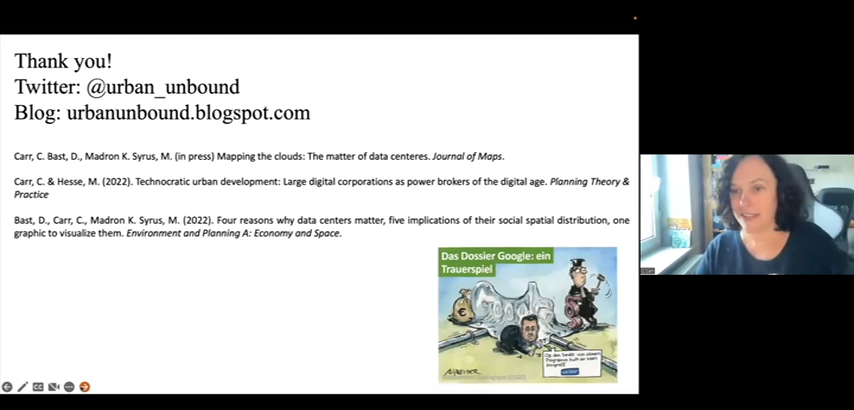 Thank you!
Twitter: @urban_unbound
Blog: urbanunbound.blogspot.com
Carr, C. Bast, D., Madron K. Syrus, M. (in press) Mapping the clouds: The matter of data centeres. Journal of Maps.
Carr, C. & Hesse, M. (2022). Technocratic urban development: Large digital corporations as power brokers of the digital age. Planning Theory &
Practice
Bast, D., Carr, C., Madron K. Syrus, M. (2022). Four reasons why data centers matter, five implications of their social spatial distribution, one
graphic to visualize them. Environment and Planning A: Economy and Space.
Das Dossier Google: ein
Trauerspiel